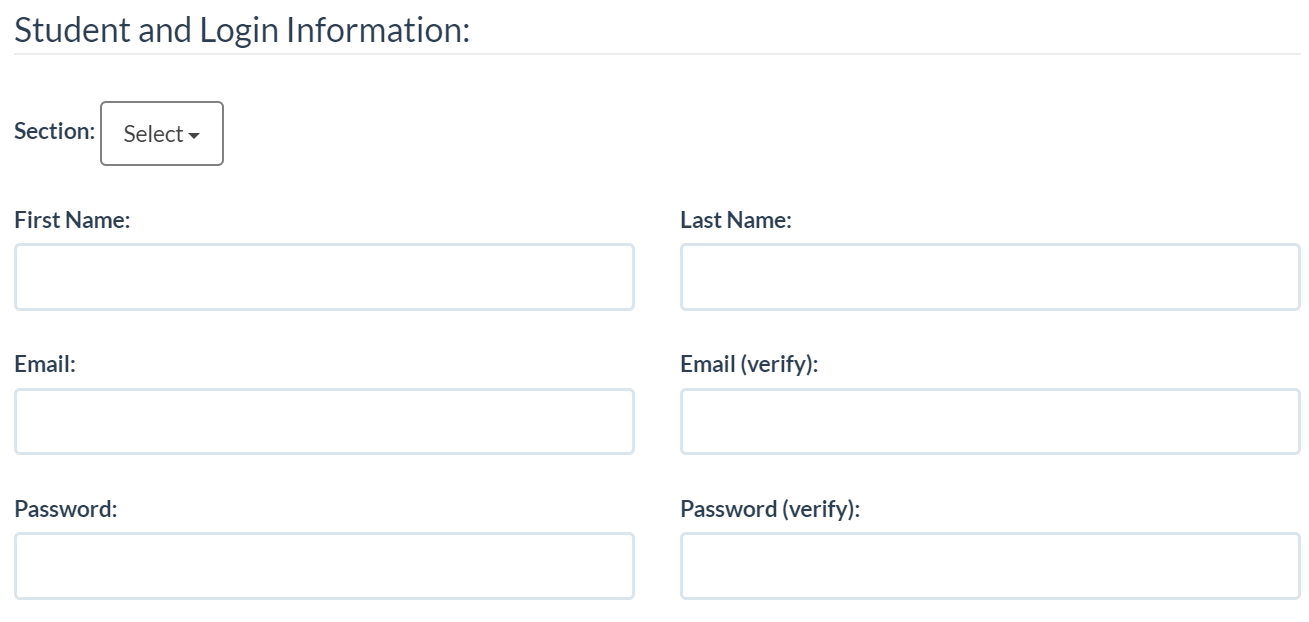 Student and Login Information:
Section: Select
First Name: Last Name:
Email: Email (verify):
Password: Password (verify):